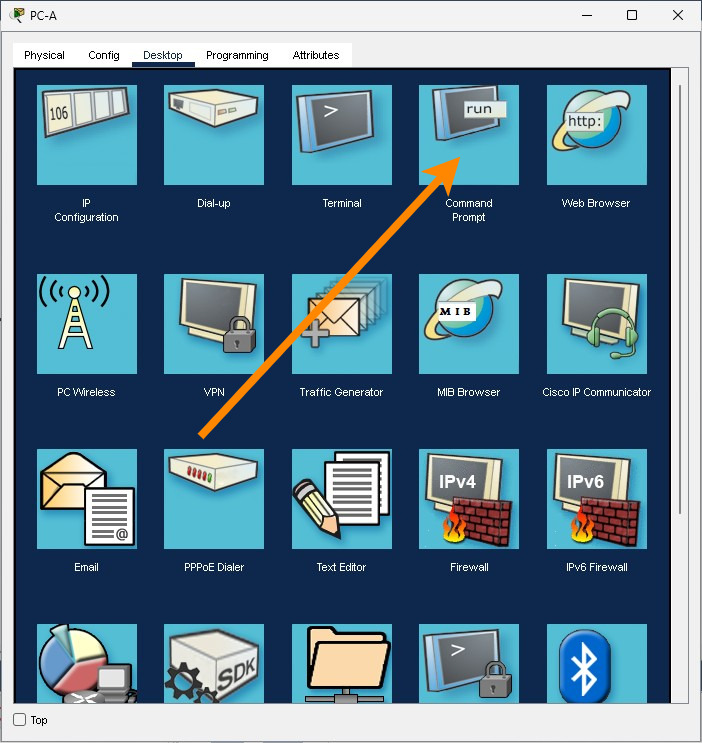 PC-A
Physical Config Desktop Programming Attributes
106
>
run
http:
IP
Configuration
Dial-up
Terminal
Command
Prompt
Web Browser
MIB
PC Wireless
VPN
Traffic Generator
MIB Browser
Cisco IP Communicator
@
IPv4
IPv6
Email
PPPoE Dialer
Text Editor
Firewall
IPv6 Firewall
SDK
>
Top